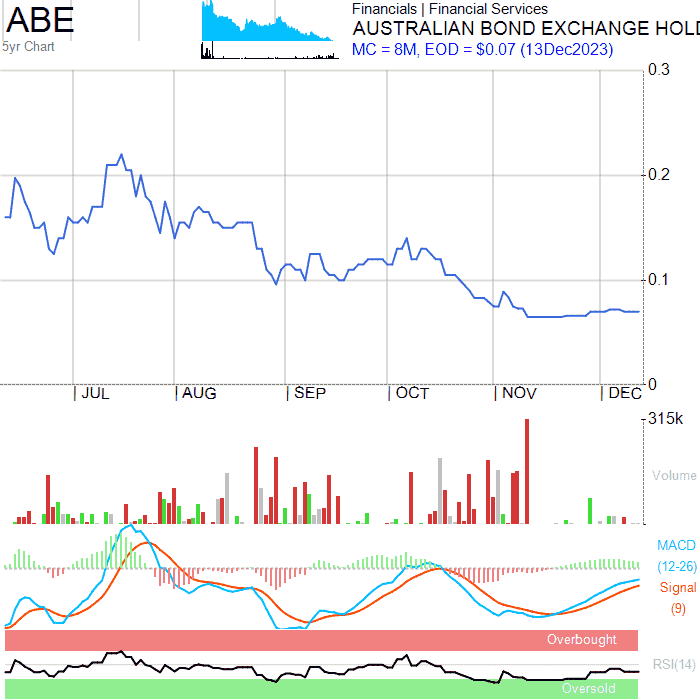 ABE
Financials | Financial Services
AUSTRALIAN BOND EXCHANGE HOLD
5yr Chart
MC = 8M, EOD = $0.07 (13Dec2023)
0.3
0.2
0.1
0
| JUL | AUG | SEP | OCT | NOV | DEC
315k
Volume
MACD
(12-26)
Signal
(9)
Overbought
RSI(14)
Oversold